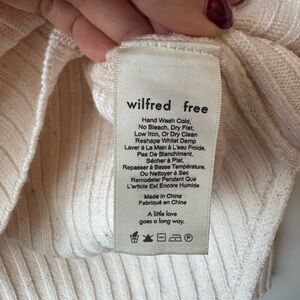 wilfred free
Hand Wash Cold,
No Bleach, Dry Flat,
Low Iron, Or Dry Clean
Reshape Whilst Damp
Laver À La Main À L'eau Froide,
Pas De Blanchiment,
Sécher à Plat,
Repasser à Basse Température,
Ou Nettoyer à Sec
Remodeler Pendant Que
L'article Est Encore Humide
Made in China
Fabriqué en Chine
A little love
goes a long way.